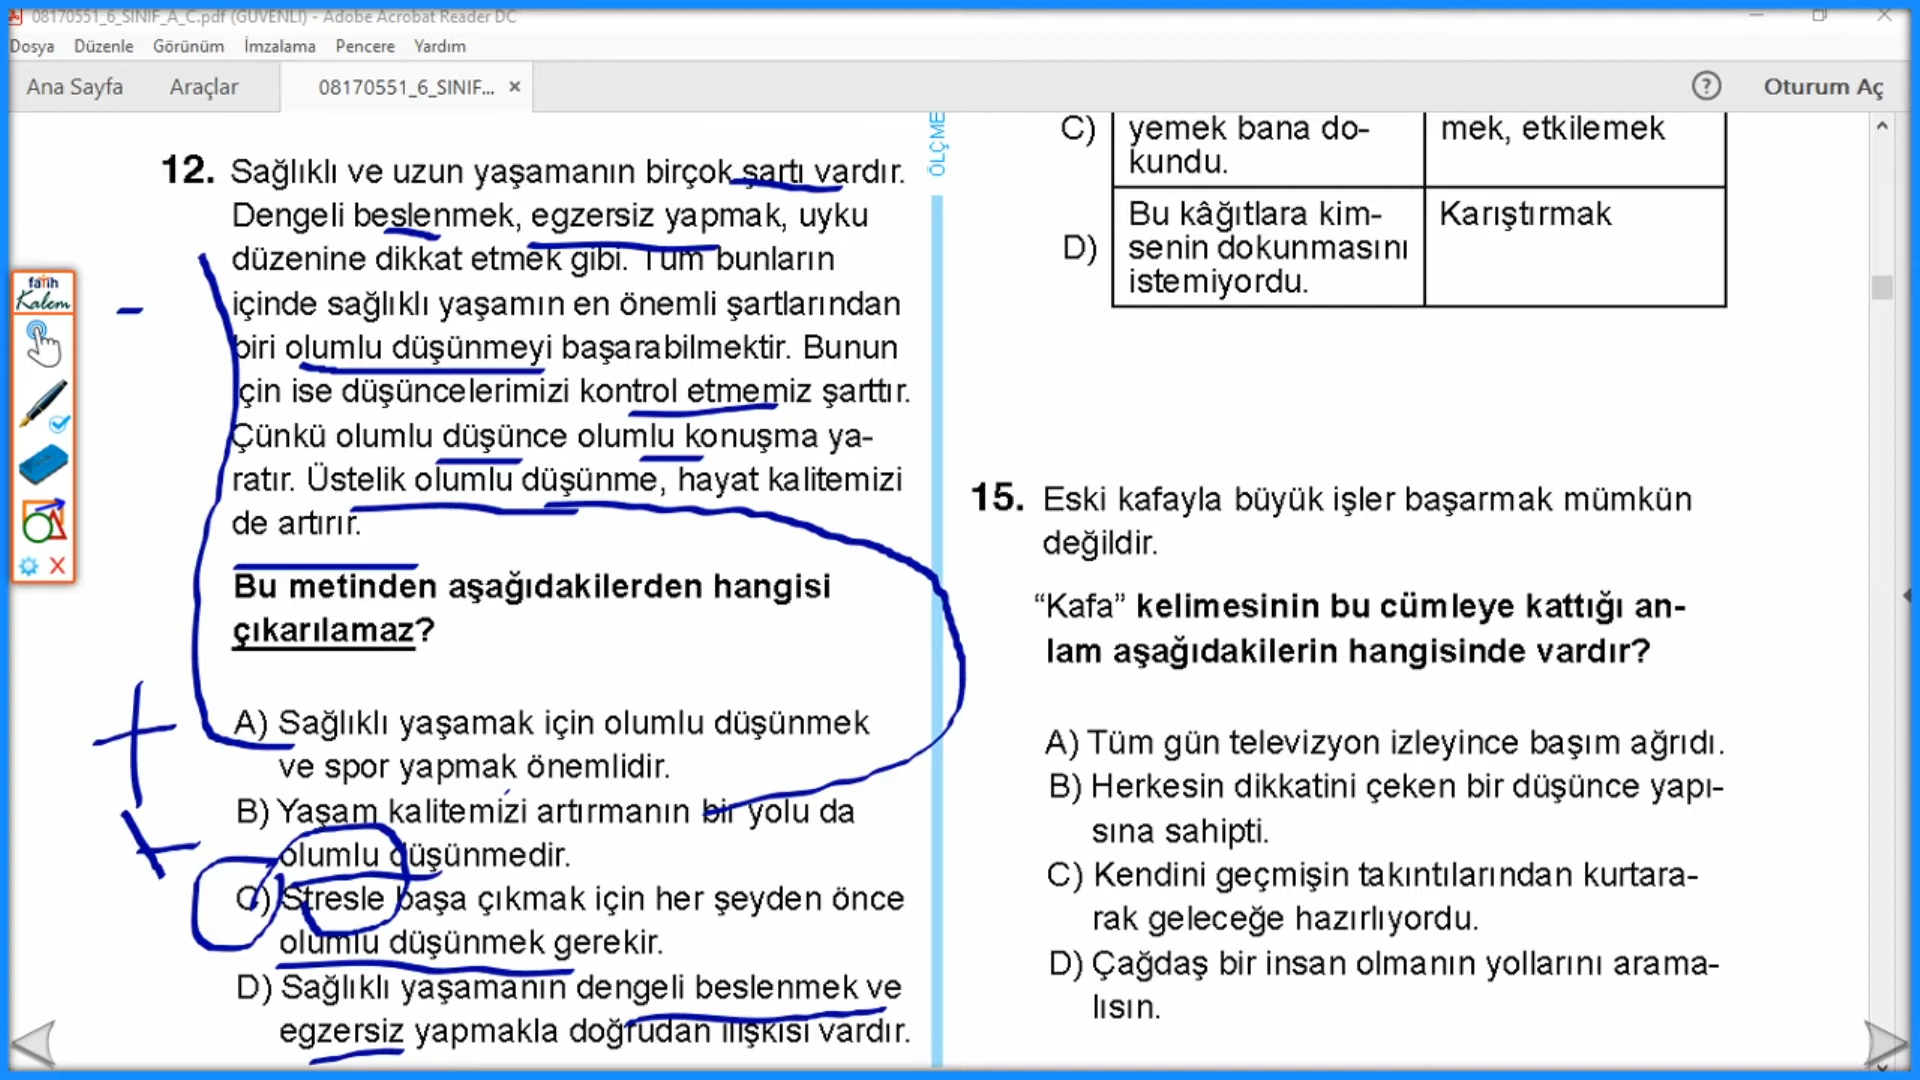 08170551_6_SINIF_A_C.pdf (GÜVENLİ) - Adobe Acrobat Reader DC
Dosya Düzenle Görünüm İmzalama Pencere Yardım
Ana Sayfa Araçlar 08170551_6_SINIF... × ? Oturum Aç
fatih
Kalem
12. Sağlıklı ve uzun yaşamanın birçok şartı vardır.
Dengeli beslenmek, egzersiz yapmak, uyku
düzenine dikkat etmek gibi. Tüm bunların
içinde sağlıklı yaşamın en önemli şartlarından
biri olumlu düşünmeyi başarabilmektir. Bunun
için ise düşüncelerimizi kontrol etmemiz şarttır.
Çünkü olumlu düşünce olumlu konuşma ya-
ratır. Üstelik olumlu düşünme, hayat kalitemizi
de artırır.
Bu metinden aşağıdakilerden hangisi
çıkarılamaz?
A) Sağlıklı yaşamak için olumlu düşünmek
ve spor yapmak önemlidir.
B) Yaşam kalitemizi artırmanın bir yolu da
olumlu düşünmedir.
C) Stresle başa çıkmak için her şeyden önce
olumlu düşünmek gerekir.
D) Sağlıklı yaşamanın dengeli beslenmek ve
egzersiz yapmakla doğrudan ilişkisi vardır.
ÖLÇME
C) yemek bana do-
kundu.
mek, etkilemek
D) Bu kâğıtlara kim-
senin dokunmasını
istemiyordu.
Karıştırmak
15. Eski kafayla büyük işler başarmak mümkün
değildir.
“Kafa” kelimesinin bu cümleye kattığı an-
lam aşağıdakilerin hangisinde vardır?
A) Tüm gün televizyon izleyince başım ağrıdı.
B) Herkesin dikkatini çeken bir düşünce yapı-
sına sahipti.
C) Kendini geçmişin takıntılarından kurtara-
rak geleceğe hazırlıyordu.
D) Çağdaş bir insan olmanın yollarını arama-
lısın.